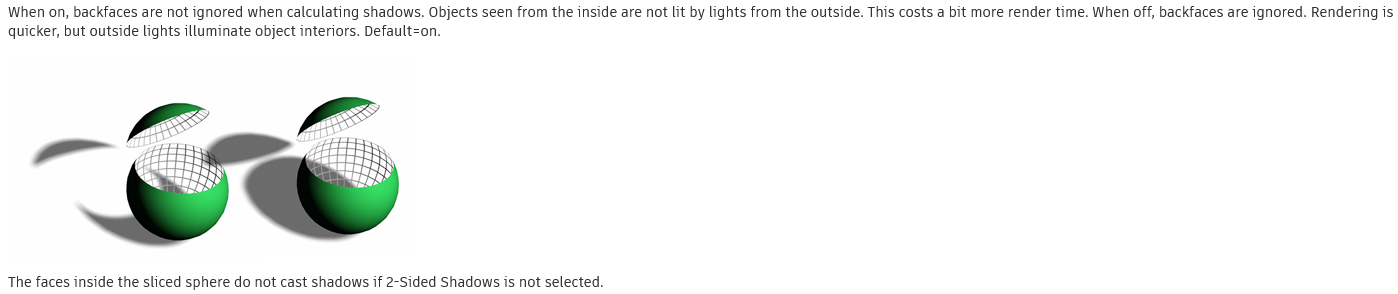 When on, backfaces are not ignored when calculating shadows. Objects seen from the inside are not lit by lights from the outside. This costs a bit more render time. When off, backfaces are ignored. Rendering is
quicker, but outside lights illuminate object interiors. Default=on.
The faces inside the sliced sphere do not cast shadows if 2-Sided Shadows is not selected.